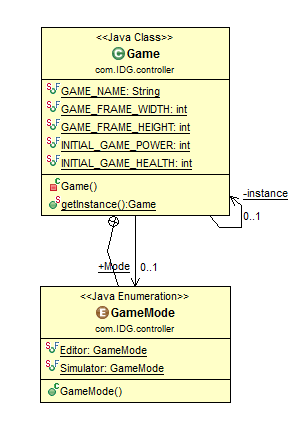 <<Java Class>>
Game
com.IDG.controller
GAME_NAME: String
GAME_FRAME_WIDTH: int
GAME_FRAME_HEIGHT: int
INITIAL_GAME_POWER: int
INITIAL_GAME_HEALTH: int
Game()
getInstance():Game
-instance
0..1
+Mode
0..1
<<Java Enumeration>>
GameMode
com.IDG.controller
Editor: GameMode
Simulator: GameMode
GameMode()